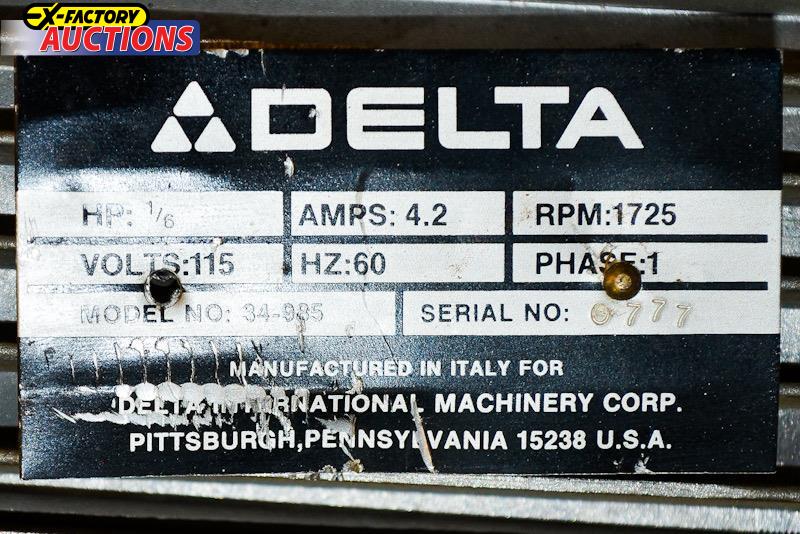 X-FACTORY
AUCTIONS
DELTA
HP: 1/6 AMPS: 4.2 RPM:1725
VOLTS:115 HZ:60 PHASE:1
MODEL NO: 34-985 SERIAL NO: 0777
MANUFACTURED IN ITALY FOR
DELTA INTERNATIONAL MACHINERY CORP.
PITTSBURGH,PENNSYLVANIA 15238 U.S.A.